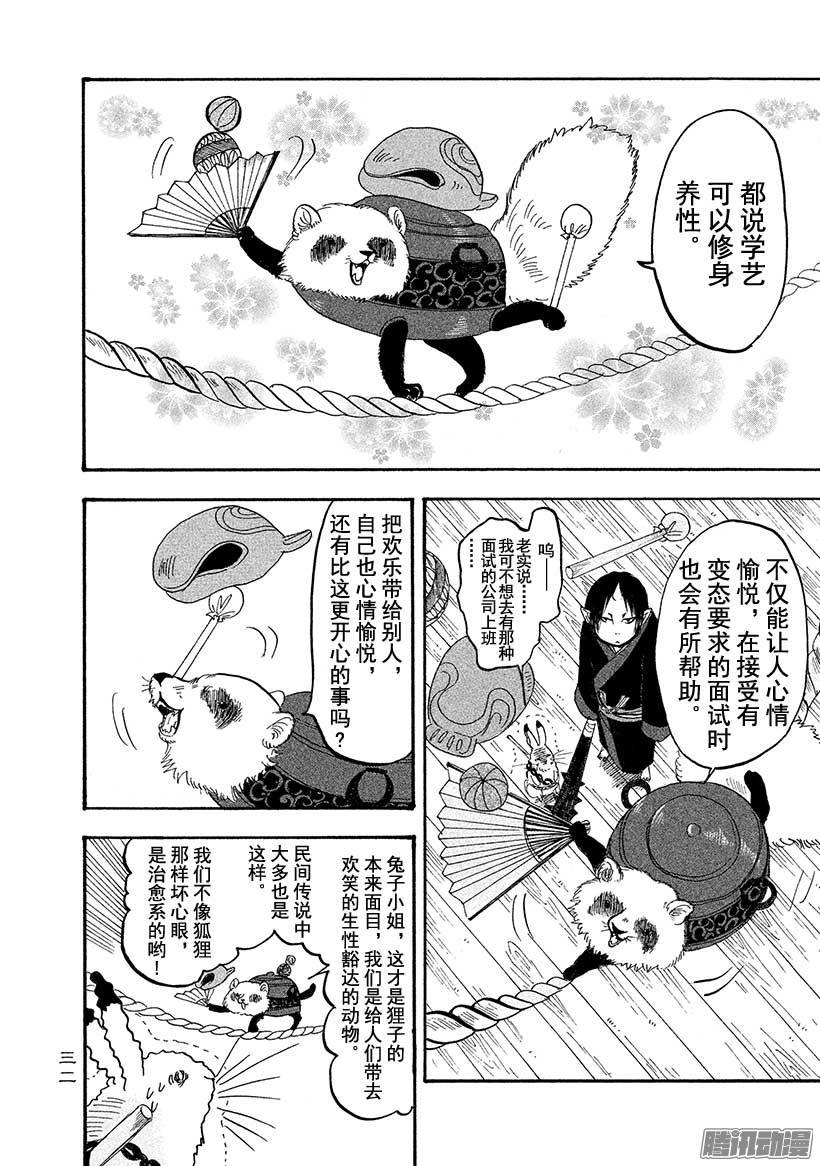 都说学艺
可以修身
养性。
不仅能让人心情
愉悦，在接受有
变态要求的面试时
也会有所帮助。
呜——
老实说……
我可不想去有那种
面试的公司上班
……
把欢乐带给别人，
自己也心情愉悦，
还有比这更开心的事吗？
兔子小姐，这才是狸子的
本来面目，我们是给人们带去
欢笑的生性豁达的动物。
民间传说中
大多也是
这样。
我们不像狐狸
那样坏心眼，
是治愈系的哟！
三二
腾讯动漫